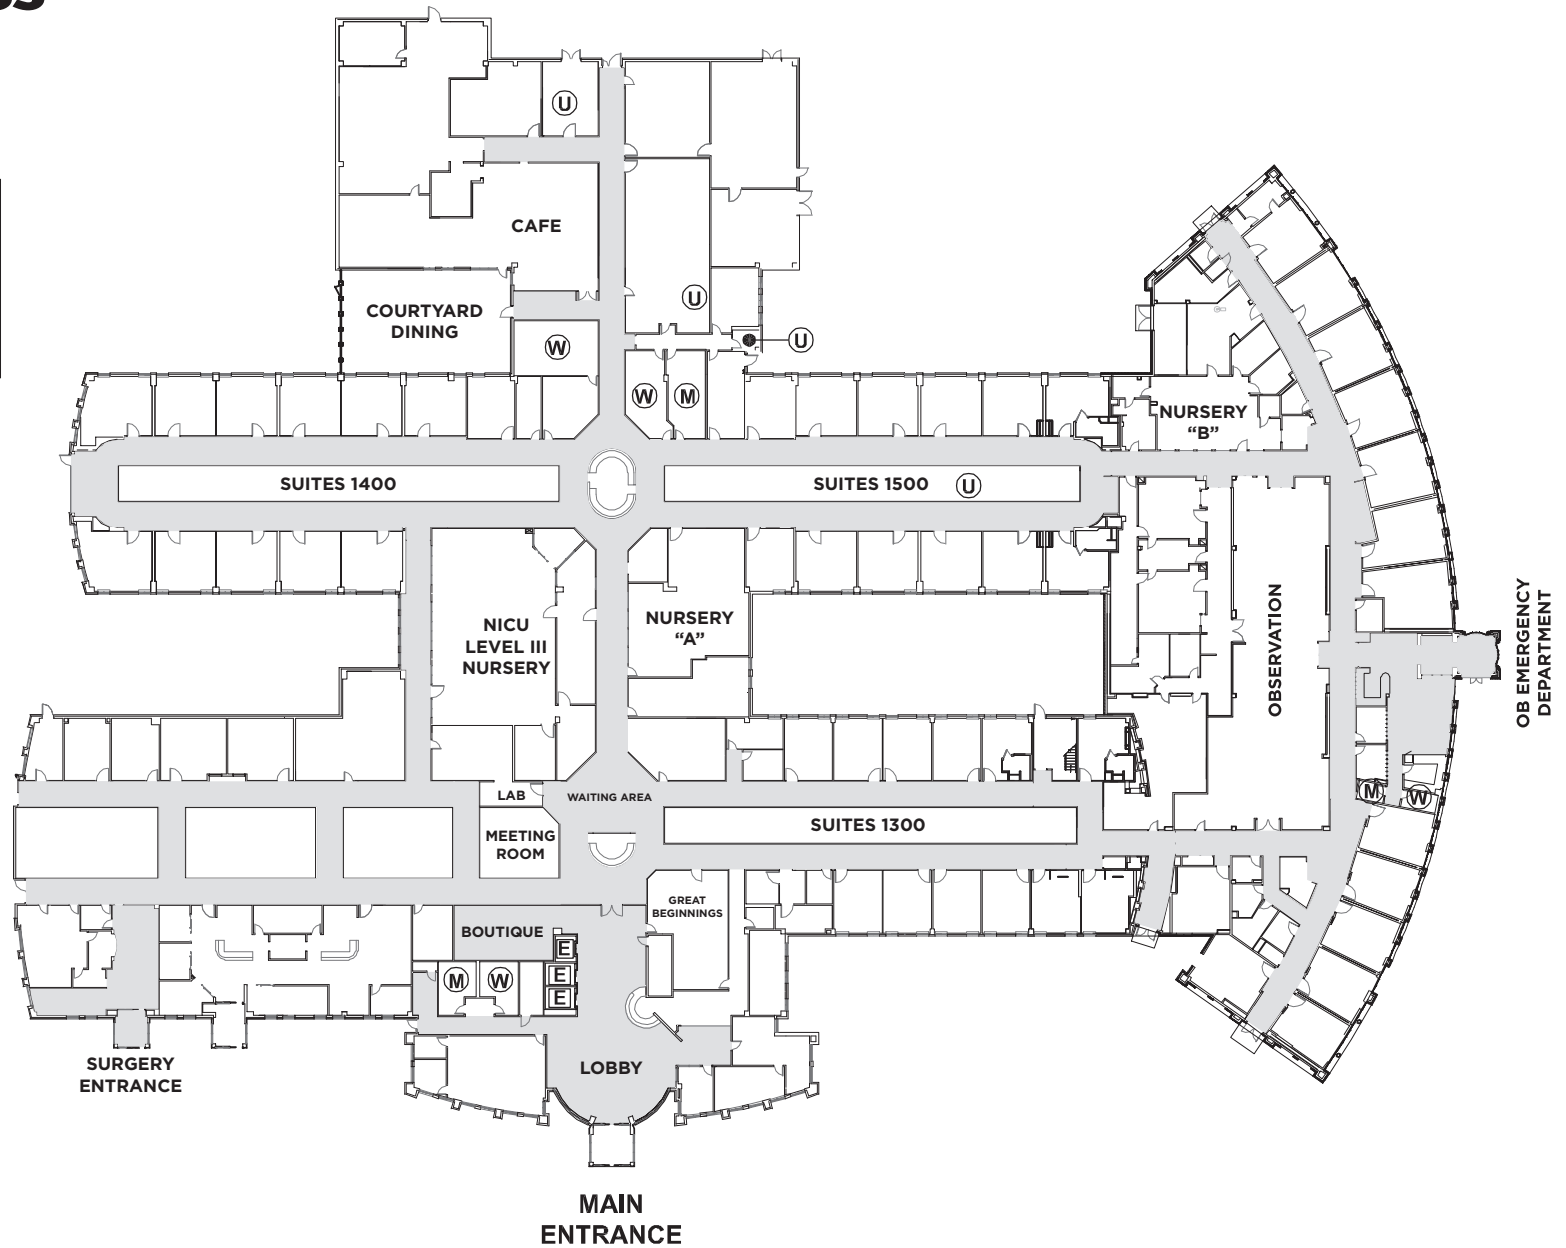 U
CAFE
U
COURTYARD
DINING
U
W
W
M
NURSERY
"B"
SUITES 1400
SUITES 1500
U
NICU
LEVEL III
NURSERY
NURSERY
"A"
OBSERVATION
OB EMERGENCY
DEPARTMENT
LAB
WAITING AREA
M
W
MEETING
ROOM
SUITES 1300
GREAT
BEGINNINGS
BOUTIQUE
E
M
W
E
E
SURGERY
ENTRANCE
LOBBY
MAIN
ENTRANCE